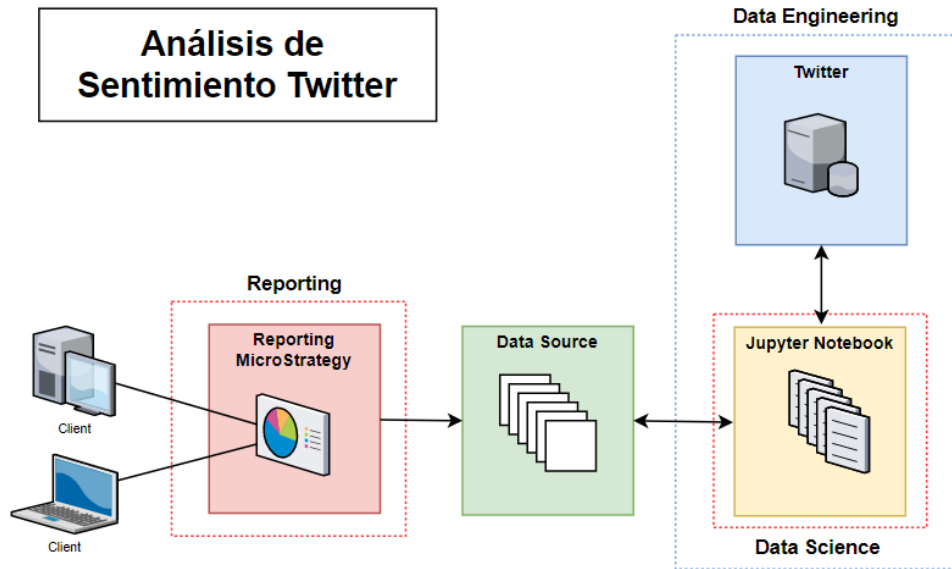 Análisis de
Sentimiento Twitter
Data Engineering
Twitter
Reporting
Reporting
MicroStrategy
Data Source
Jupyter Notebook
Client
Client
Data Science